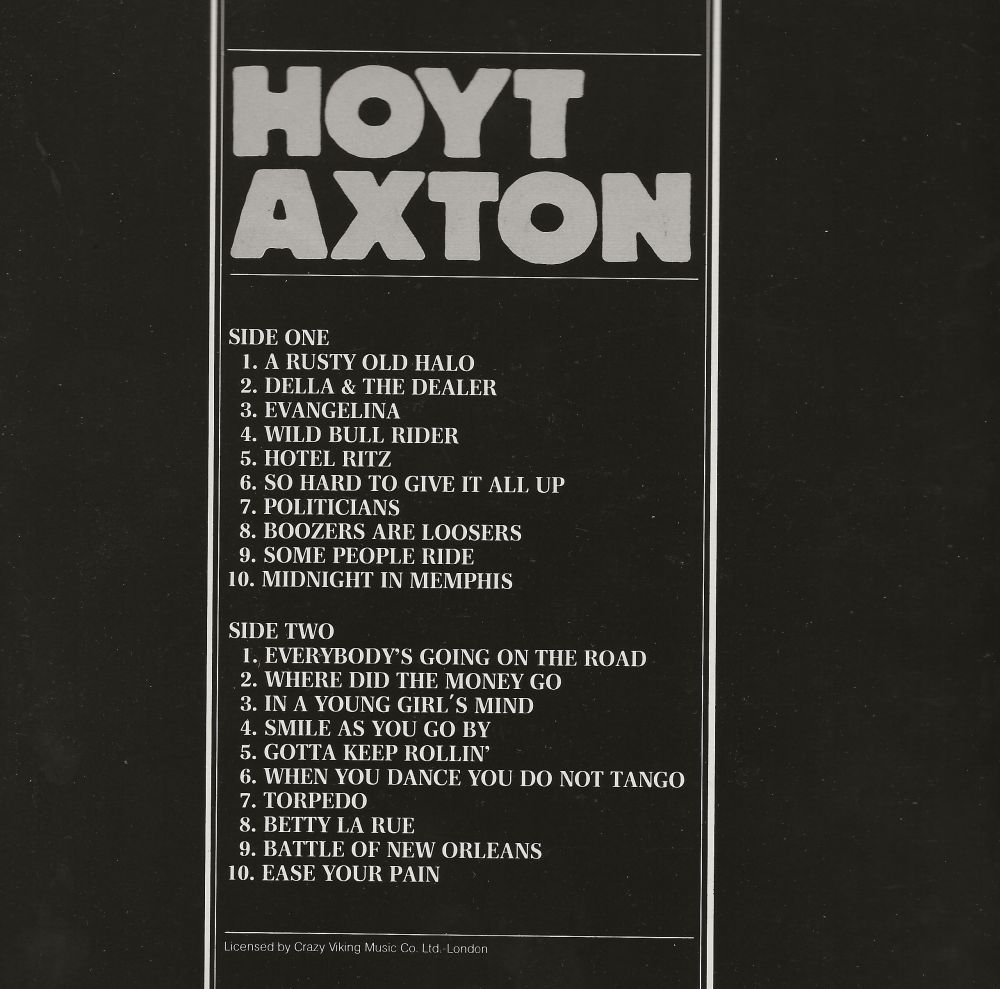 HOYT
AXTON
SIDE ONE
1. A RUSTY OLD HALO
2. DELLA & THE DEALER
3. EVANGELINA
4. WILD BULL RIDER
5. HOTEL RITZ
6. SO HARD TO GIVE IT ALL UP
7. POLITICIANS
8. BOOZERS ARE LOOSERS
9. SOME PEOPLE RIDE
10. MIDNIGHT IN MEMPHIS
SIDE TWO
1. EVERYBODY'S GOING ON THE ROAD
2. WHERE DID THE MONEY GO
3. IN A YOUNG GIRL'S MIND
4. SMILE AS YOU GO BY
5. GOTTA KEEP ROLLIN'
6. WHEN YOU DANCE YOU DO NOT TANGO
7. TORPEDO
8. BETTY LA RUE
9. BATTLE OF NEW ORLEANS
10. EASE YOUR PAIN
Licensed by Crazy Viking Music Co. Ltd.-London